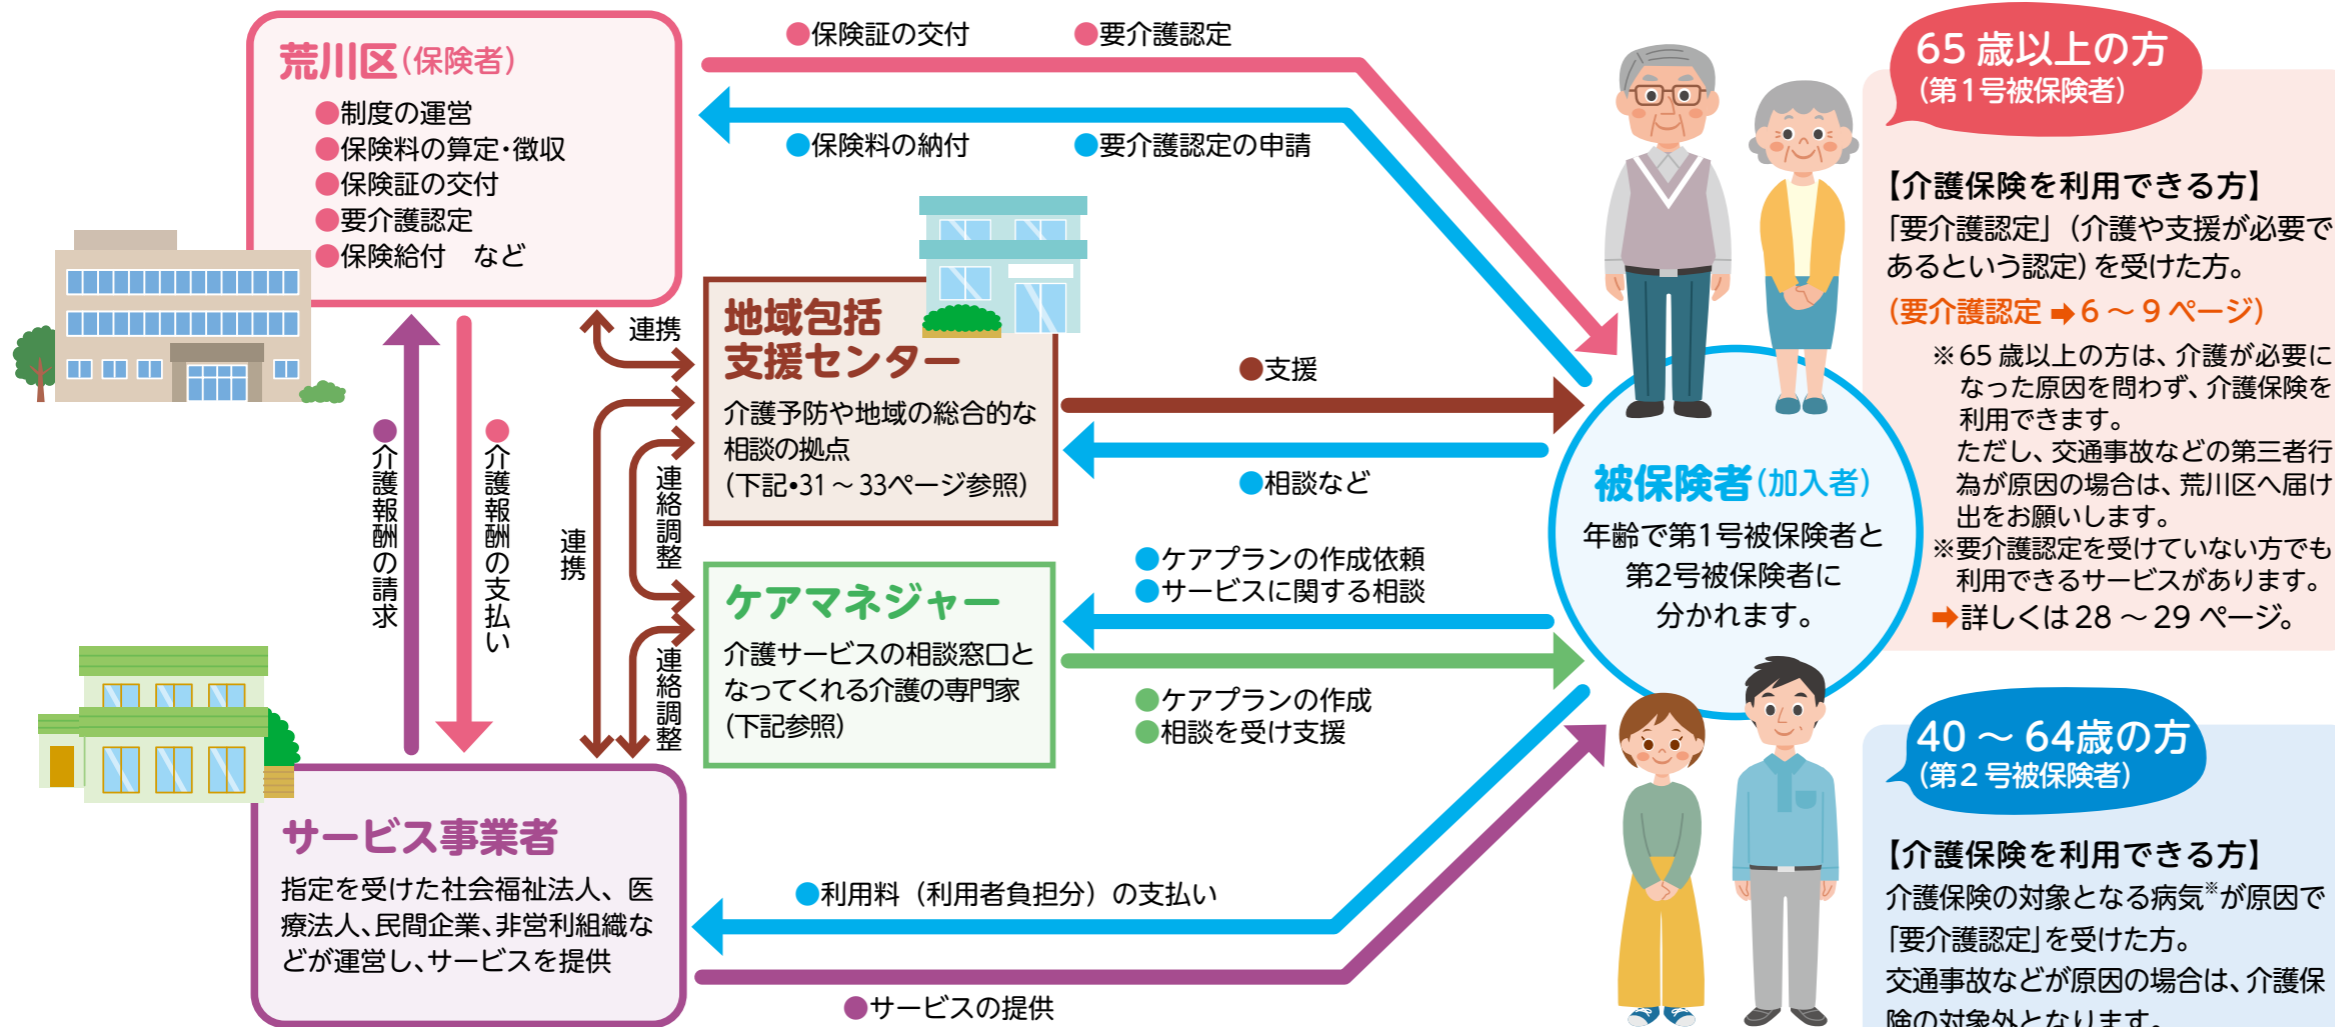 荒川区(保険者)
●制度の運営
●保険料の算定・徴収
●保険証の交付
●要介護認定
●保険給付　など
●保険証の交付　●要介護認定
●保険料の納付　●要介護認定の申請
連携
地域包括
支援センター
介護予防や地域の総合的な
相談の拠点
(下記・31～33ページ参照)
●支援
●相談など
●介護報酬の請求
●介護報酬の支払い
連携
連絡調整
連絡調整
ケアマネジャー
介護サービスの相談窓口と
なってくれる介護の専門家
(下記参照)
●ケアプランの作成依頼
●サービスに関する相談
●ケアプランの作成
●相談を受け支援
サービス事業者
指定を受けた社会福祉法人、医
療法人、民間企業、非営利組織な
どが運営し、サービスを提供
●利用料（利用者負担分）の支払い
●サービスの提供
被保険者(加入者)
年齢で第1号被保険者と
第2号被保険者に
分かれます。
65歳以上の方
(第1号被保険者)
【介護保険を利用できる方】
「要介護認定」（介護や支援が必要で
あるという認定)を受けた方。
(要介護認定➡6～9ページ)
※65歳以上の方は、介護が必要に
なった原因を問わず、介護保険を
利用できます。
ただし、交通事故などの第三者行
為が原因の場合は、荒川区へ届け
出をお願いします。
※要介護認定を受けていない方でも
利用できるサービスがあります。
➡詳しくは28～29ページ。
40～64歳の方
(第2号被保険者)
【介護保険を利用できる方】
介護保険の対象となる病気※が原因で
「要介護認定」を受けた方。
交通事故などが原因の場合は、介護保
険の対象外となります。